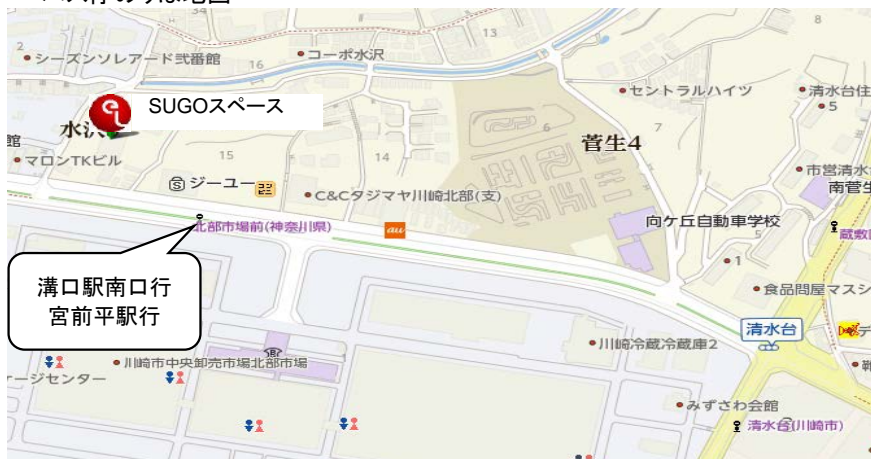 8
13
2
シーズンソレアード弐番館
16
コーポ水沢
セントラルハイツ
清水台住
5
SUGOスペース
水沢
6
7
菅生4
館
マロンTKビル
15
14
市営清水台
南菅生
ジーユー
C&Cタジマヤ川崎北部(支)
向ケ丘自動車学校
北部市場前(神奈川県)
au
5
蔵敷
1
溝口駅南口行
宮前平駅行
食品問屋マスシ
清水台
デ
川崎冷蔵冷蔵庫2
川崎市中央卸売市場北部市場
ケージセンター
みずさわ会館
清水台(川崎市)